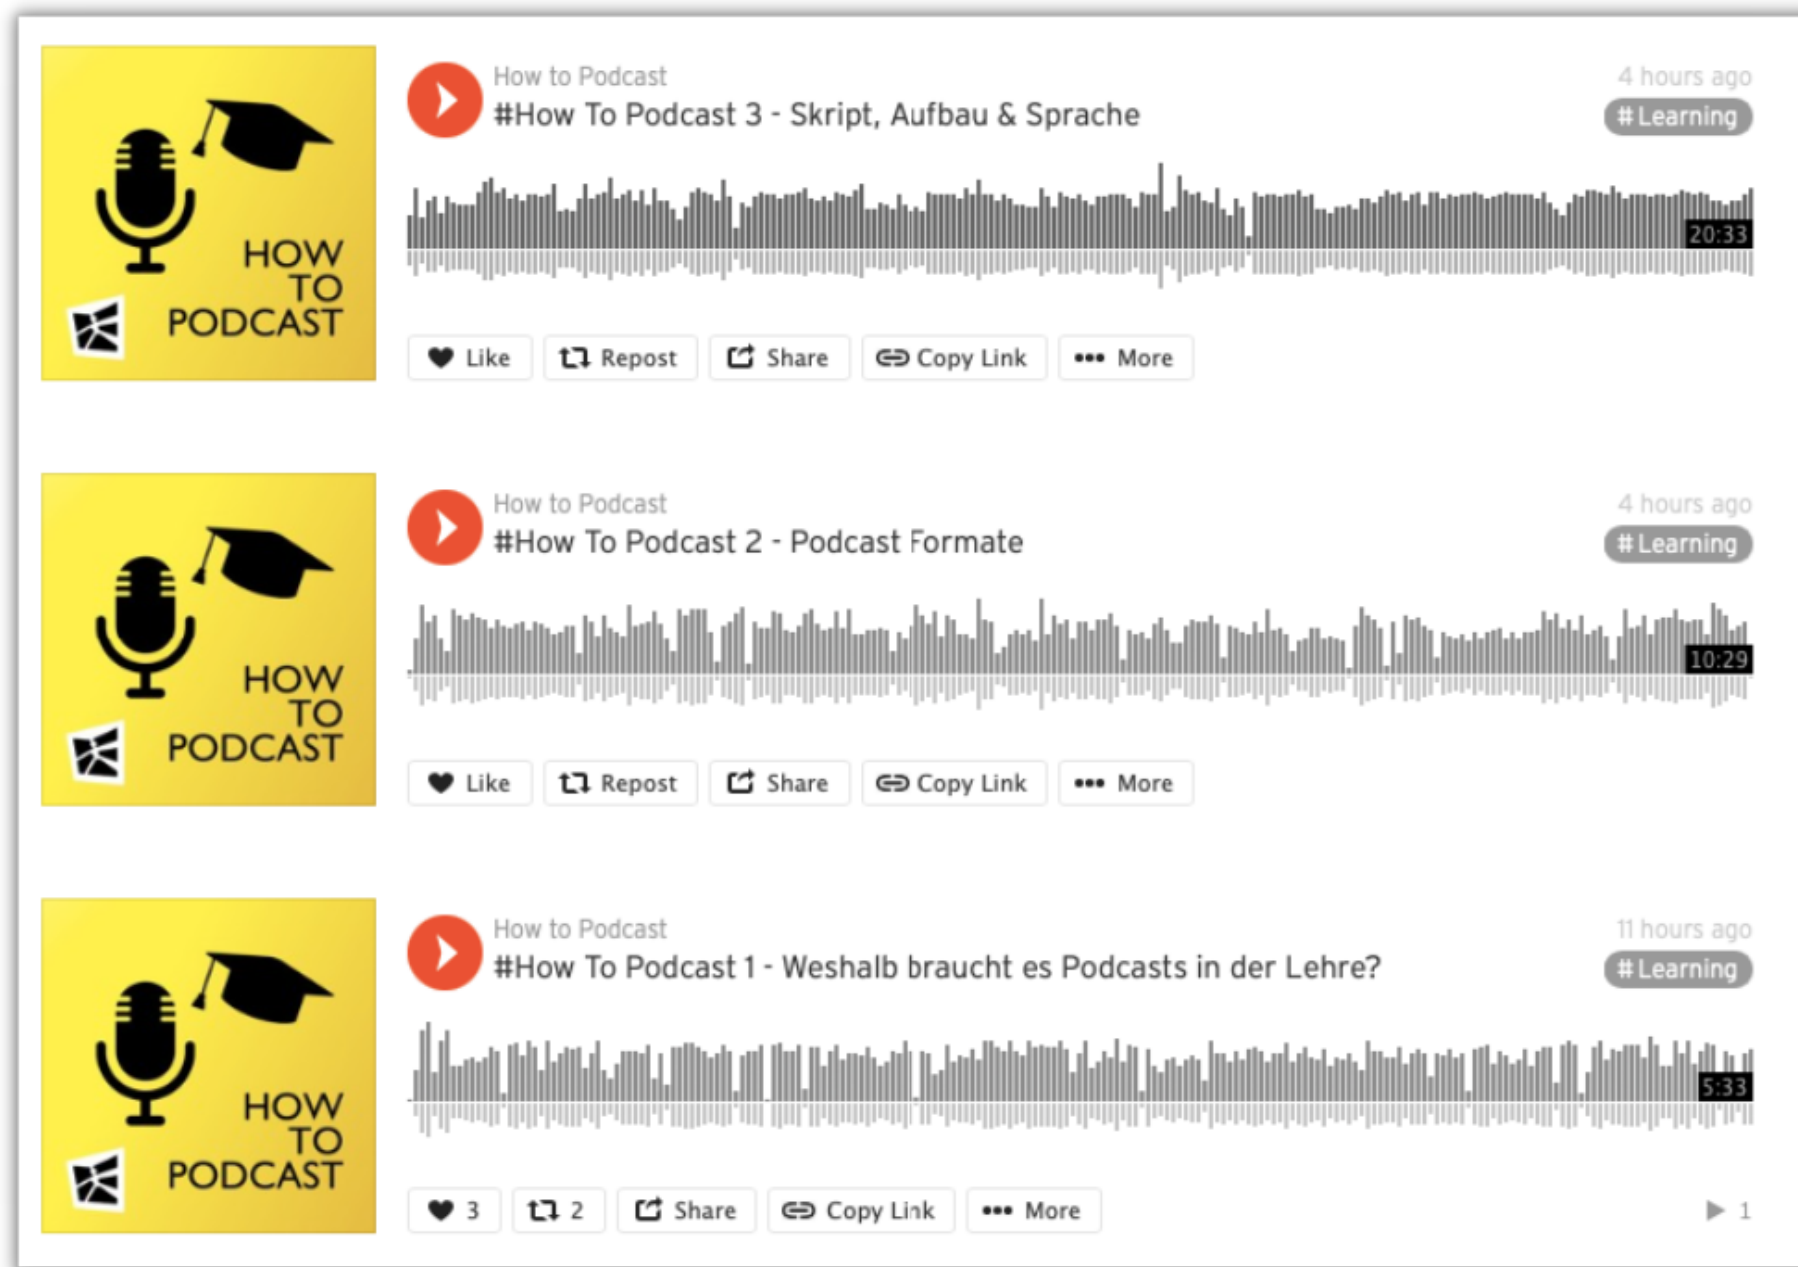 How to Podcast
4 hours ago
#How To Podcast 3 - Skript, Aufbau & Sprache
# Learning
HOW
TO
PODCAST
20:33
Like
Repost
Share
Copy Link
More
How to Podcast
4 hours ago
#How To Podcast 2 - Podcast Formate
# Learning
HOW
TO
PODCAST
10:29
Like
Repost
Share
Copy Link
More
How to Podcast
11 hours ago
#How To Podcast 1 - Weshalb braucht es Podcasts in der Lehre?
# Learning
HOW
TO
PODCAST
5:33
3
2
Share
Copy Link
More
1